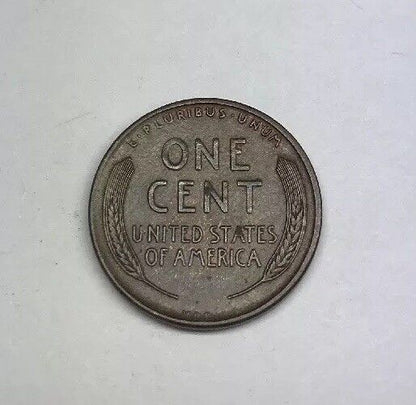 E·PLURIBUS·UNUM
ONE
CENT
UNITED STATES
OF AMERICA